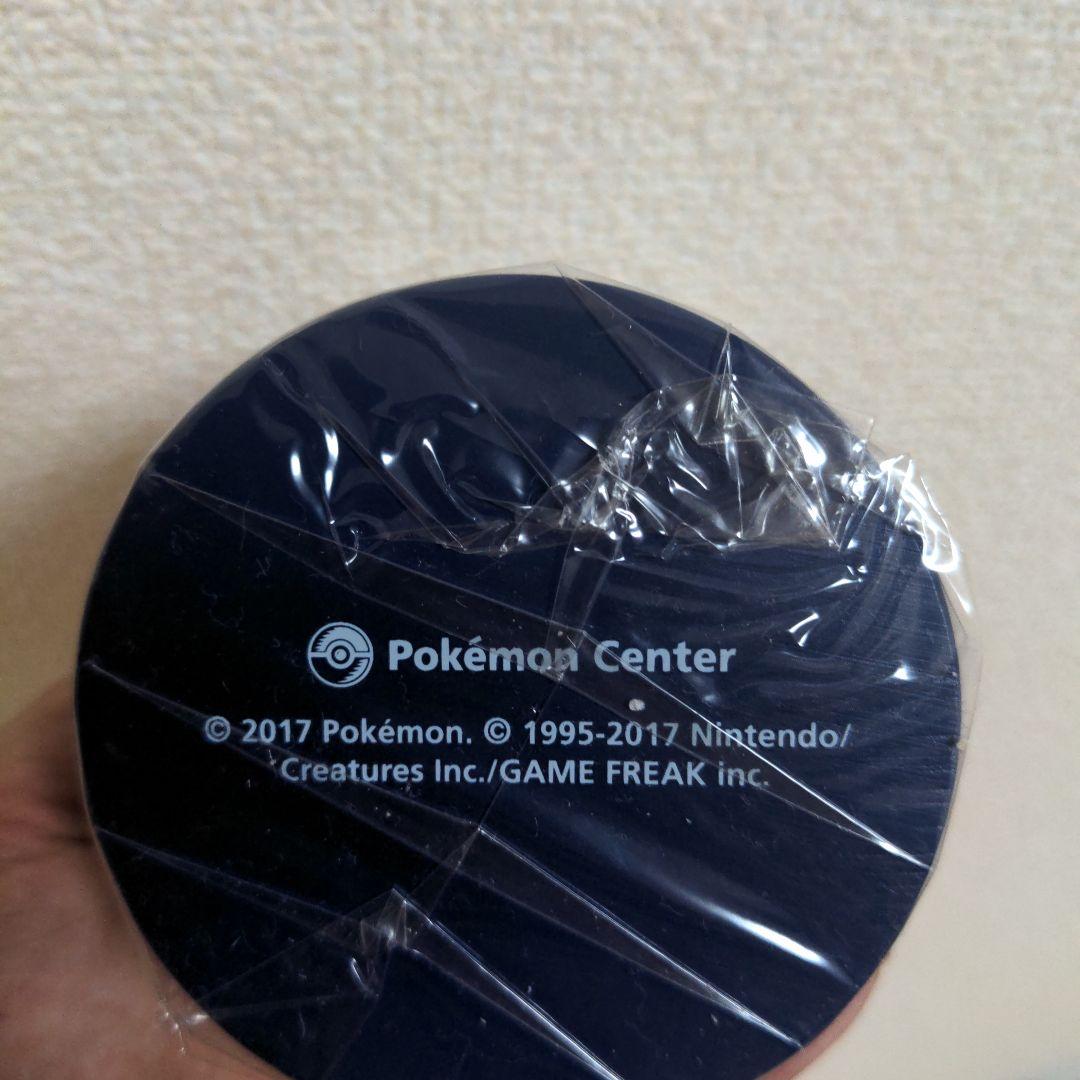 Pokémon Center
© 2017 Pokémon. © 1995-2017 Nintendo/
Creatures Inc./GAME FREAK inc.